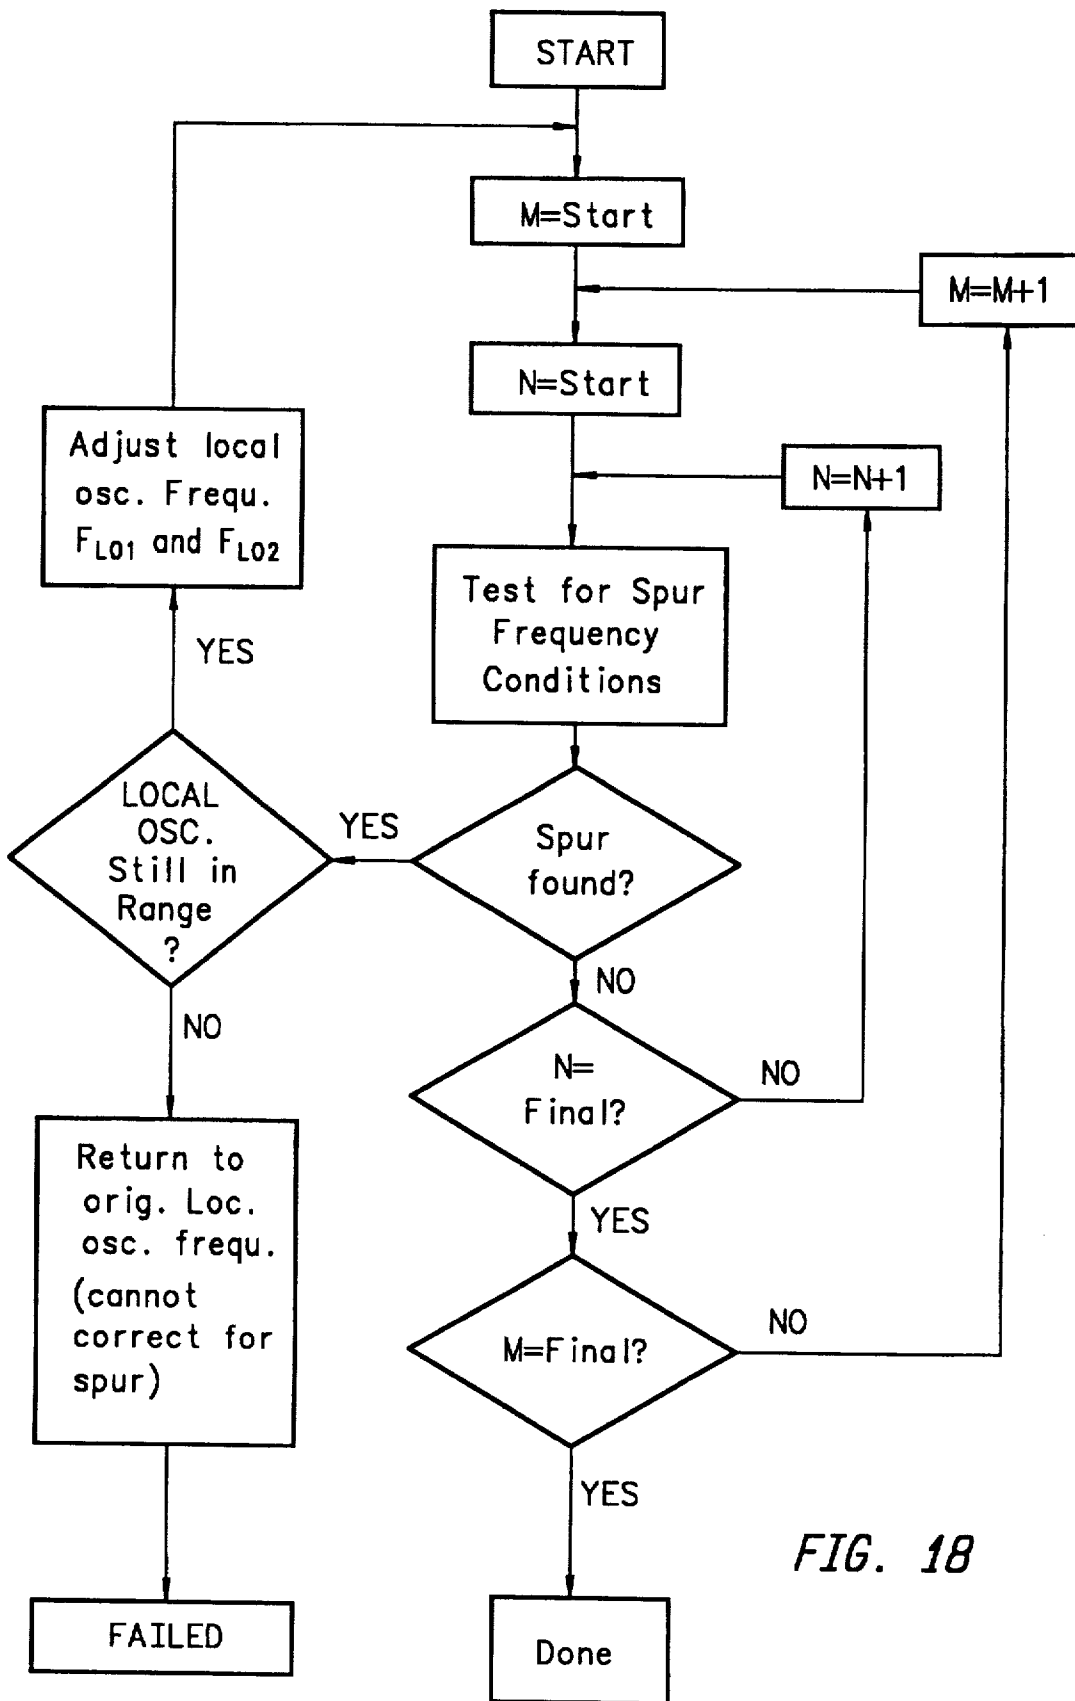 START
M=Start
M=M+1
N=Start
Adjust local
osc. Frequ.
FLO1 and FLO2
N=N+1
Test for Spur
Frequency
Conditions
YES
LOCAL
OSC.
Still in
Range
?
YES
Spur
found?
NO
NO
N=
Final?
NO
Return to
orig. Loc.
osc. frequ.
(cannot
correct for
spur)
YES
M=Final?
NO
YES
FIG. 18
FAILED
Done